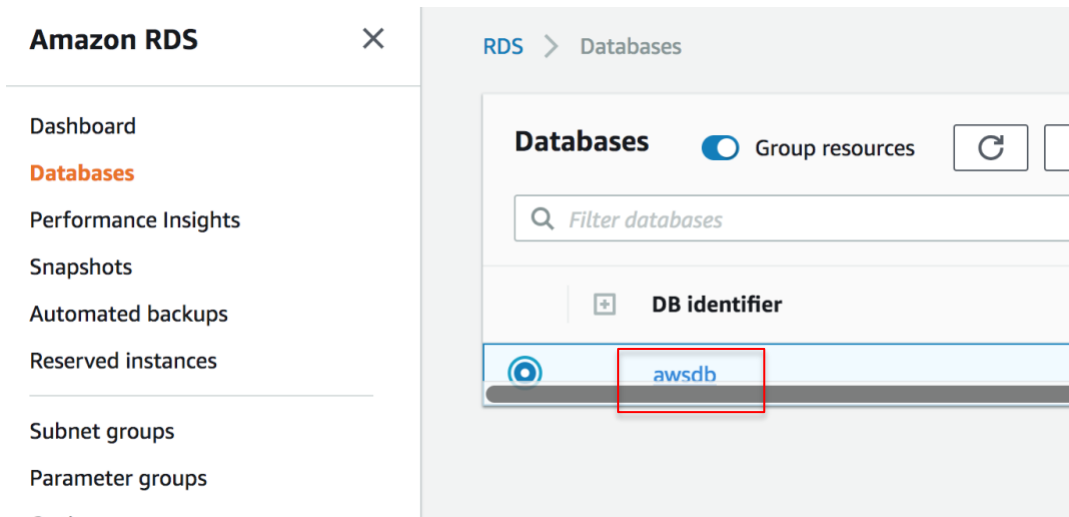 Amazon RDS
Dashboard
Databases
Performance Insights
Snapshots
Automated backups
Reserved instances
Subnet groups
Parameter groups
RDS > Databases
Databases
Group resources
Filter databases
DB identifier
awsdb